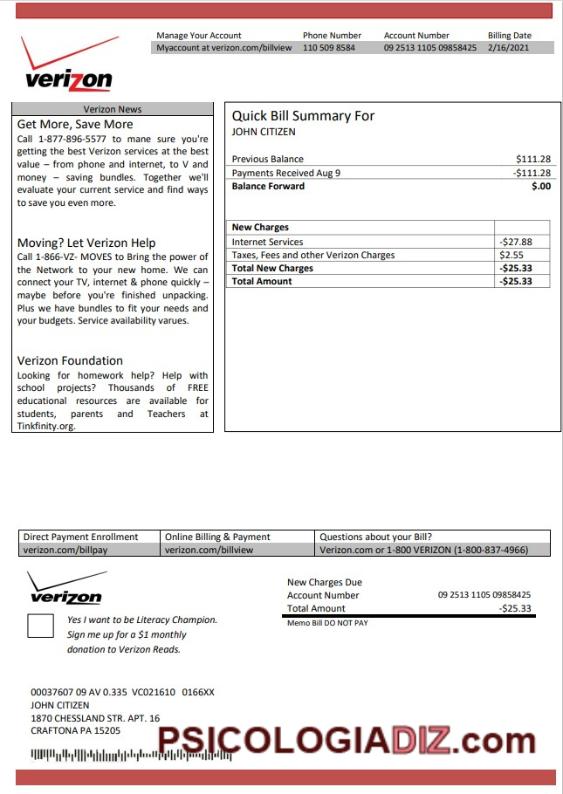 Manage Your Account Phone Number Account Number Billing Date
Myaccount at verizon.com/billview 110 509 8584 09 2513 1105 09858425 2/16/2021
verizon
Verizon News
Get More, Save More
Call 1-877-896-5577 to mane sure you're
getting the best Verizon services at the best
value – from phone and internet, to V and
money – saving bundles. Together we'll
evaluate your current service and find ways
to save you even more.
Moving? Let Verizon Help
Call 1-866-VZ- MOVES to Bring the power of
the Network to your new home. We can
connect your TV, internet & phone quickly –
maybe before you're finished unpacking.
Plus we have bundles to fit your needs and
your budgets. Service availability varues.
Verizon Foundation
Looking for homework help? Help with
school projects? Thousands of FREE
educational resources are available for
students, parents and Teachers at
Tinkfinity.org.
Quick Bill Summary For
JOHN CITIZEN
Previous Balance $111.28
Payments Received Aug 9 -$111.28
Balance Forward $.00
New Charges
Internet Services -$27.88
Taxes, Fees and other Verizon Charges $2.55
Total New Charges -$25.33
Total Amount -$25.33
Direct Payment Enrollment Online Billing & Payment Questions about your Bill?
verizon.com/billpay verizon.com/billview Verizon.com or 1-800 VERIZON (1-800-837-4966)
verizon
Yes I want to be Literacy Champion.
Sign me up for a $1 monthly
donation to Verizon Reads.
New Charges Due
Account Number 09 2513 1105 09858425
Total Amount -$25.33
Memo Bill DO NOT PAY
00037607 09 AV 0.335 VC021610 0166XX
JOHN CITIZEN
1870 CHESSLAND STR. APT. 16
CRAFTONA PA 15205
PSICOLOGIADIZ.com